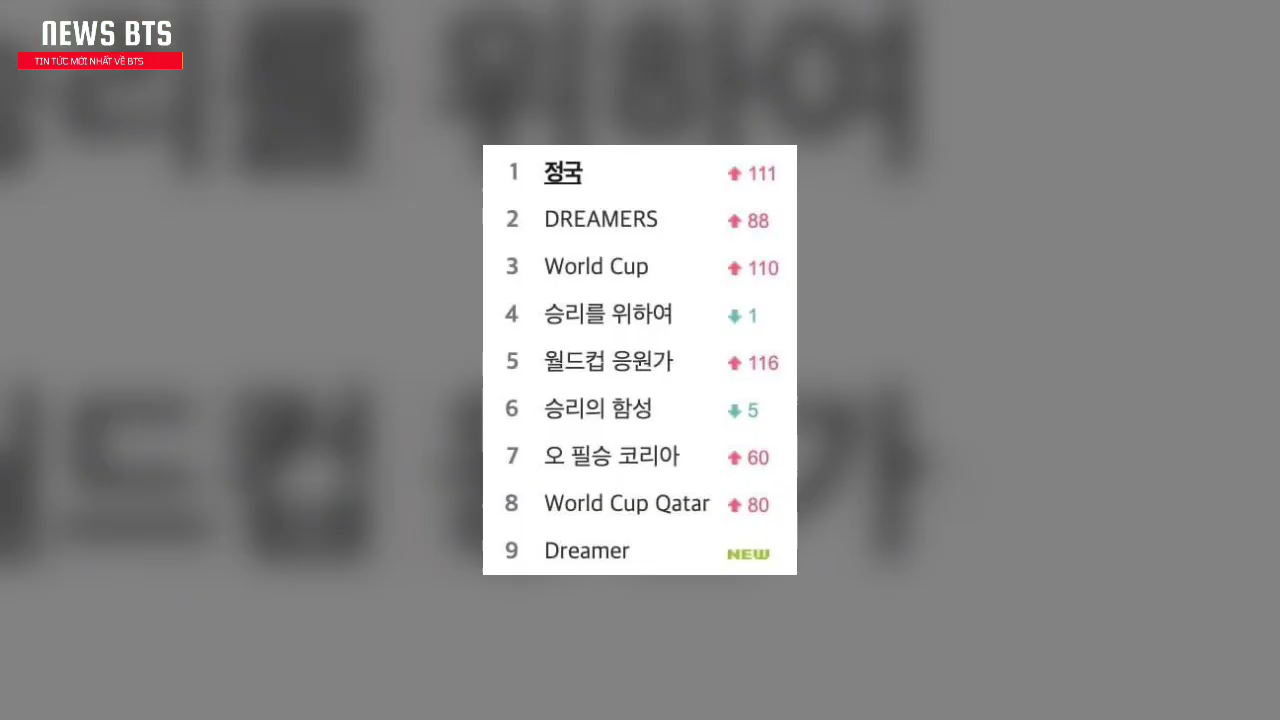 NEWS BTS
TIN TỨC MỚI NHẤT VỀ BTS
1 정국 111
2 DREAMERS 88
3 World Cup 110
4 승리를 위하여 1
5 월드컵 응원가 116
6 승리의 함성 5
7 오 필승 코리아 60
8 World Cup Qatar 80
9 Dreamer NEW